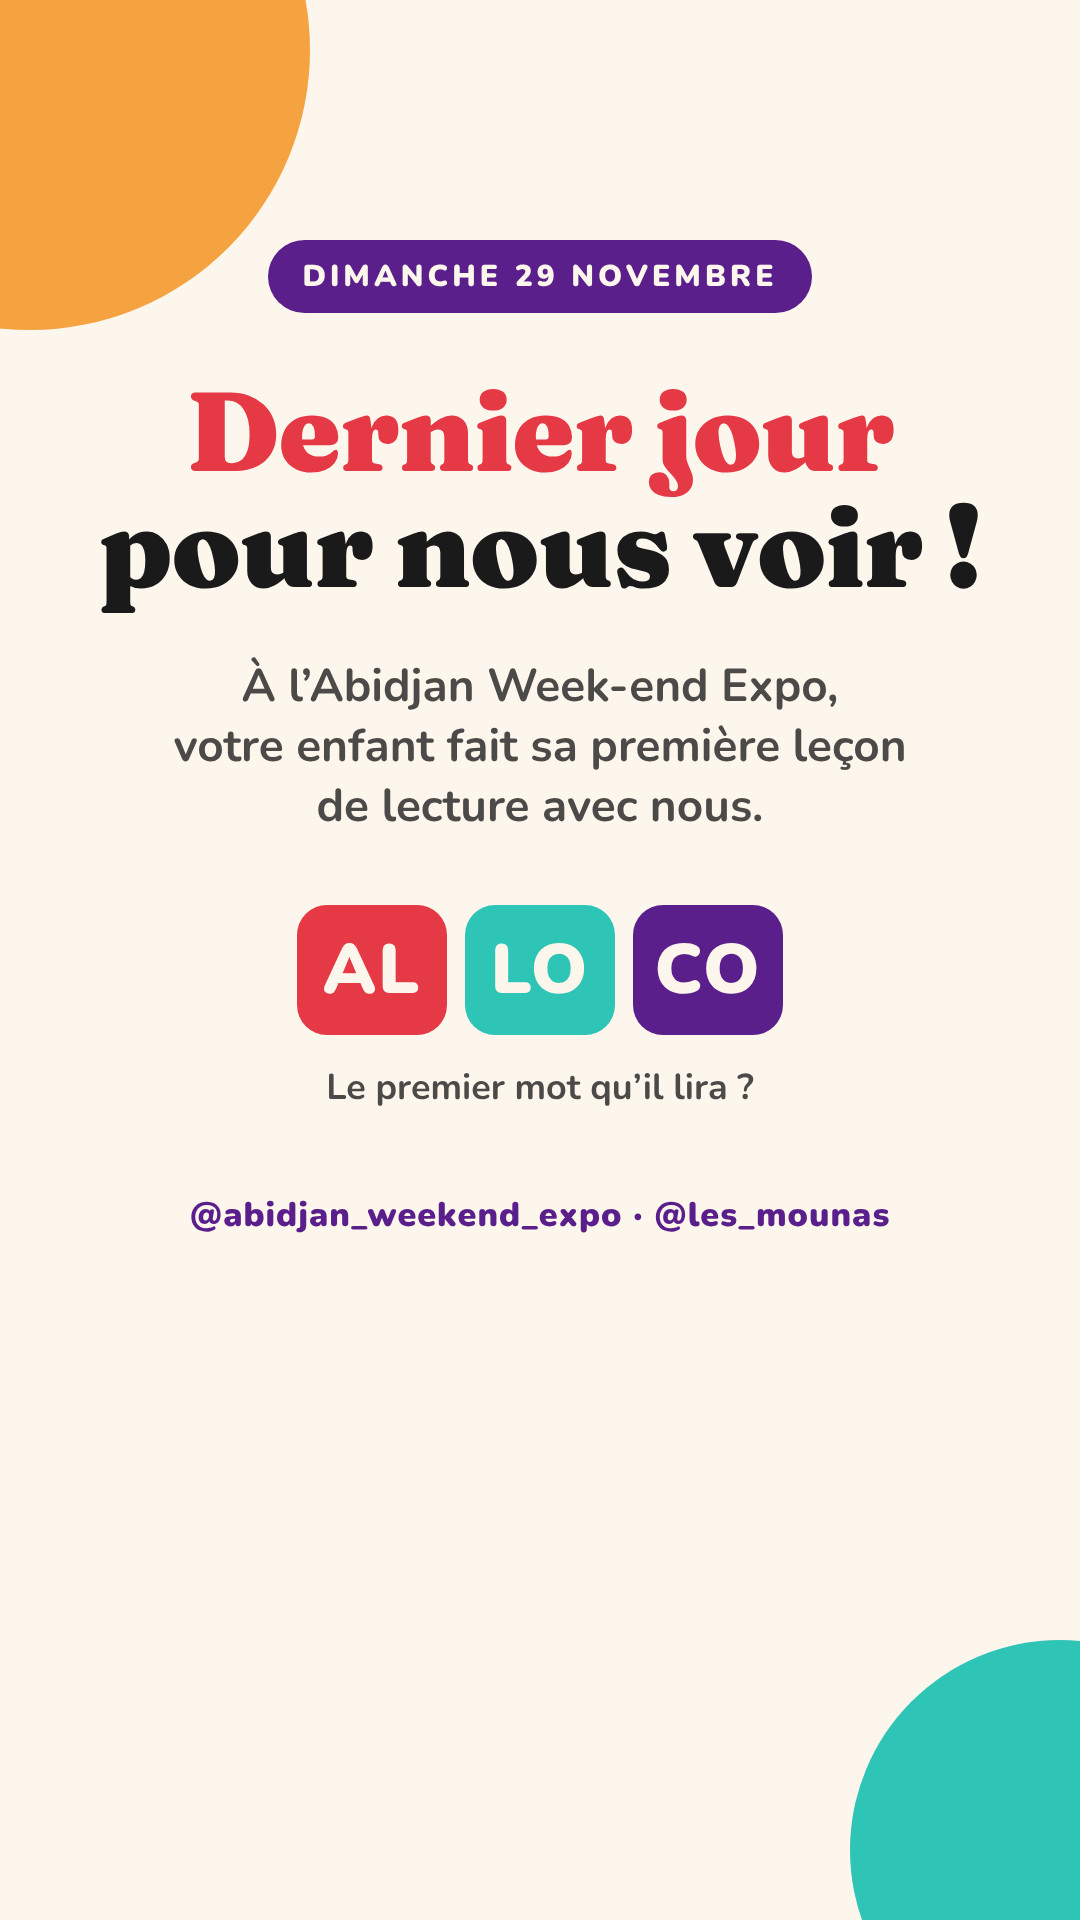 DIMANCHE 29 NOVEMBRE
Dernier jour
pour nous voir !
À l’Abidjan Week-end Expo,
votre enfant fait sa première leçon
de lecture avec nous.
AL LO CO
Le premier mot qu’il lira ?
@abidjan_weekend_expo · @les_mounas